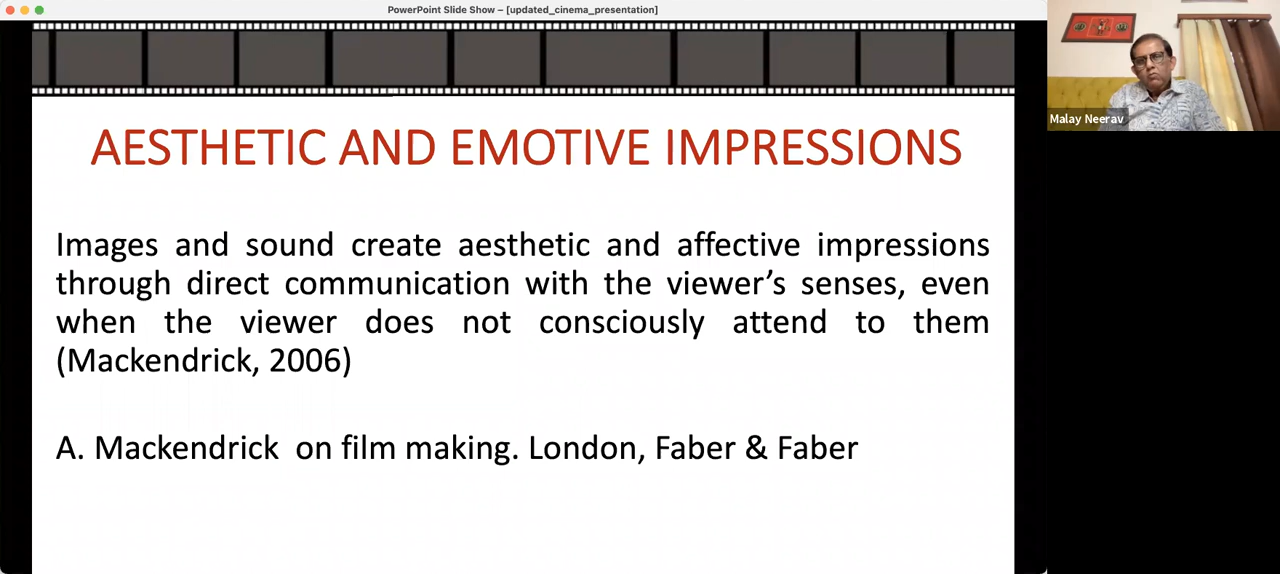 PowerPoint Slide Show – [updated_cinema_presentation]
AESTHETIC AND EMOTIVE IMPRESSIONS
Images and sound create aesthetic and affective impressions
through direct communication with the viewer’s senses, even
when the viewer does not consciously attend to them
(Mackendrick, 2006)
A. Mackendrick on film making. London, Faber & Faber
Malay Neerav